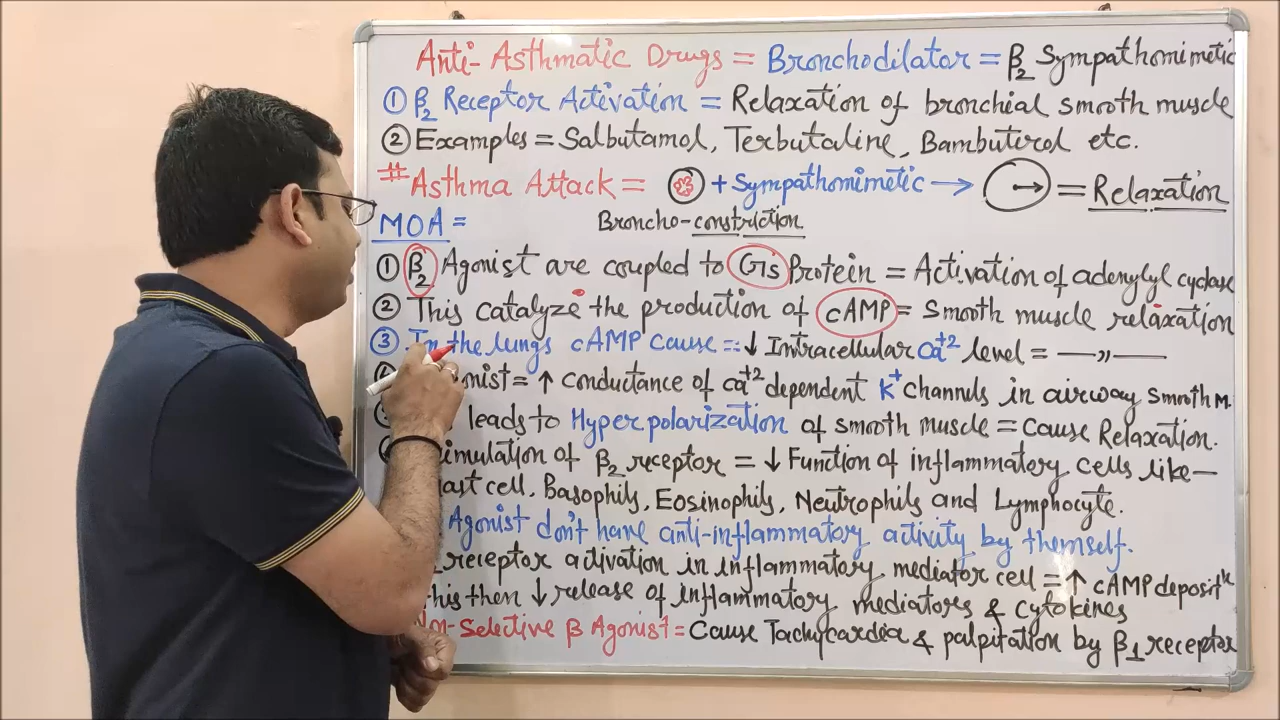 Anti-Asthmatic Drugs = Bronchodilator = β2 Sympathomimetic
① β2 Receptor Activation = Relaxation of bronchial smooth muscle
② Examples = Salbutamol, Terbutaline, Bambuterol etc.
# Asthma Attack = + Sympathomimetic → = Relaxation
Broncho-constriction
MOA =
① β2 Agonist are coupled to Gs Protein = Activation of adenylyl cyclase
② This catalyze the production of cAMP = Smooth muscle relaxation
③ In the lungs cAMP cause = ↓ Intracellular Ca+2 level = —〃—
nist = ↑ conductance of ca+2 dependent K+ Channels in airway smooth M.
leads to Hyperpolarization of smooth muscle = Cause Relaxation.
imulation of β2 receptor = ↓ Function of inflammatory cells like—
ast cell, Basophils, Eosinophils, Neutrophils and Lymphocyte.
Agonist don't have anti-inflammatory activity by themself.
receptor activation in inflammatory mediator cell = ↑ cAMP deposit
this then ↓ release of inflammatory mediators & cytokines
n-Selective β Agonist = Cause Tachycardia & palpitation by β1 receptor